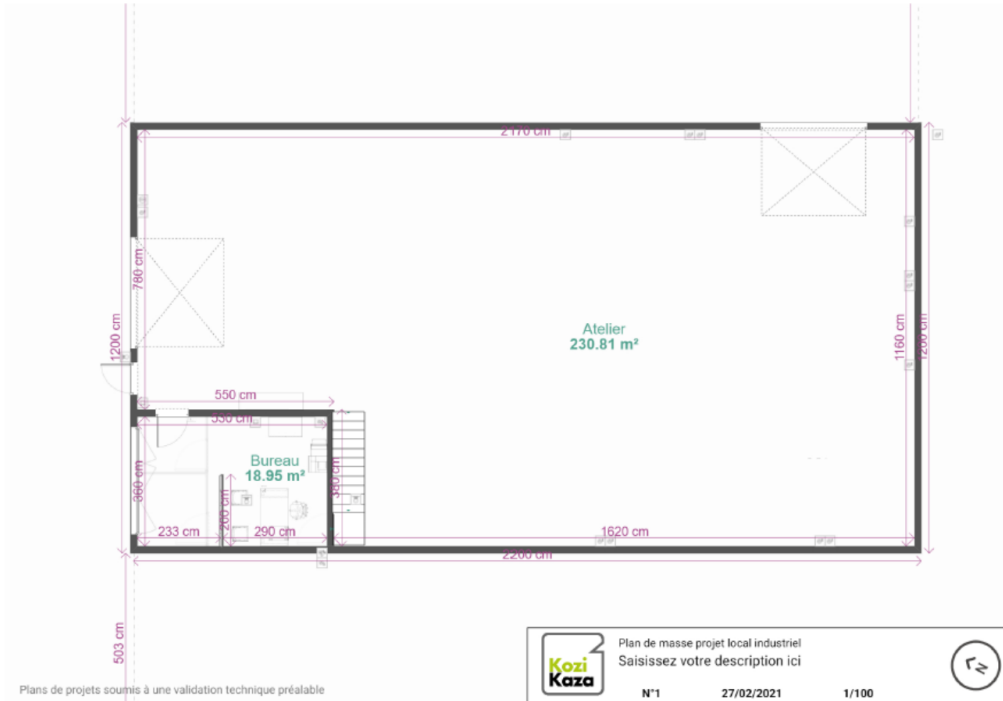 2170 cm
780 cm
1200 cm
Atelier
230.81 m²
1160 cm
1200 cm
550 cm
530 cm
Bureau
18.95 m²
360 cm
200 cm
380 cm
233 cm
290 cm
1620 cm
2200 cm
503 cm
Plan de masse projet local industriel
Saisissez votre description ici
Kozi
Kaza
N
N°1 27/02/2021 1/100
Plans de projets soumis à une validation technique préalable